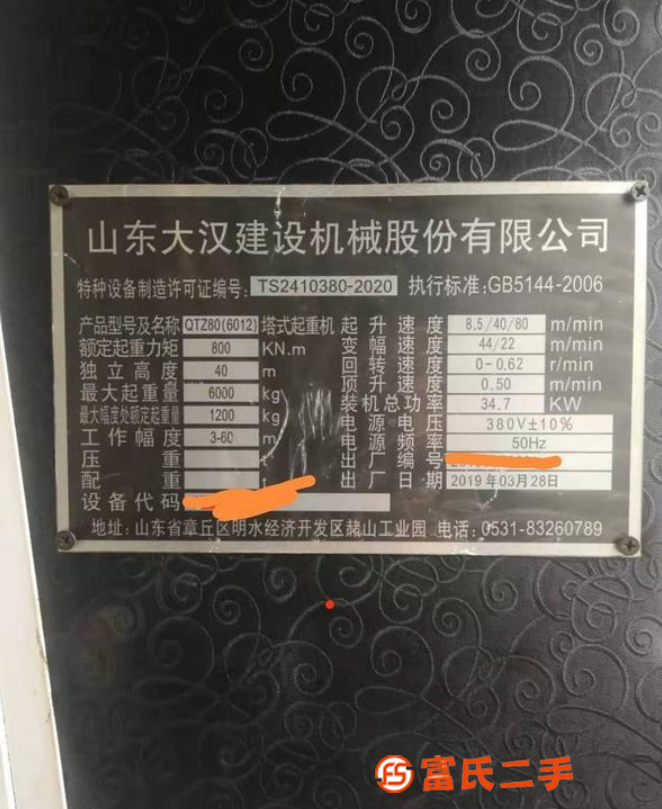 山东大汉建设机械股份有限公司
特种设备制造许可证编号: TS2410380-2020 执行标准:GB5144-2006
产品型号及名称 QTZ80(6012) 塔式起重机 起升速度 8.5/40/80 m/min
额定起重力矩 800 KN.m 变幅速度 44/22 m/min
独立高度 40 m 回转速度 0-0.62 r/min
最大起重量 6000 kg 顶升速度 0.50 m/min
最大幅度处额定起重量 1200 kg 装机总功率 34.7 KW
工作幅度 3-60 m 电源电压 380V±10%
压重 t 电源频率 50Hz
配重 t 出厂编号
设备代码 出厂日期 2019年03月28日
地址: 山东省章丘区明水经济开发区赭山工业园 电话: 0531-83260789
FS 富氏二手